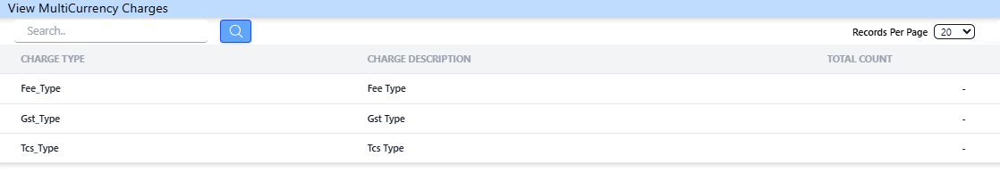 View MultiCurrency Charges
Search..
Records Per Page 20
CHARGE TYPE CHARGE DESCRIPTION TOTAL COUNT
Fee_Type Fee Type -
Gst_Type Gst Type -
Tcs_Type Tcs Type -